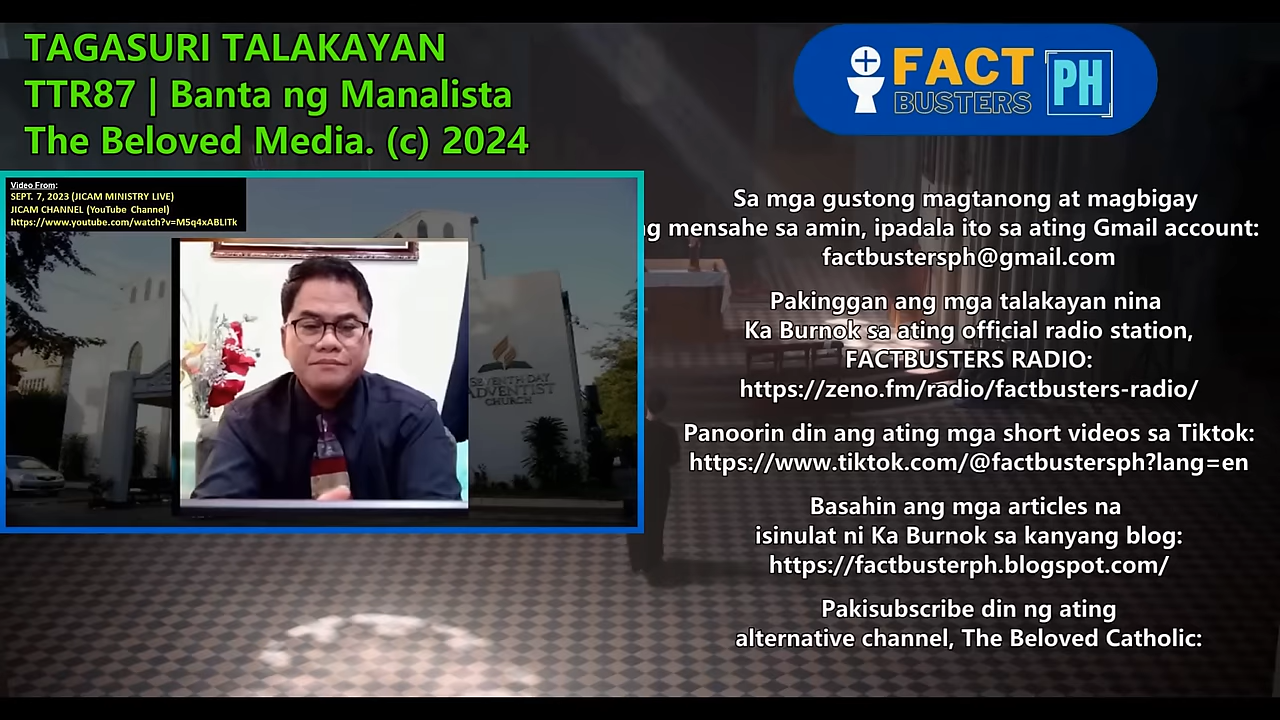 TAGASURI TALAKAYAN
TTR87 | Banta ng Manalista
The Beloved Media. (c) 2024
FACT
BUSTERS
PH
Video From:
SEPT. 7, 2023 (JICAM MINISTRY LIVE)
JICAM CHANNEL (YouTube Channel)
https://www.youtube.com/watch?v=M5q4xABLITk
SEVENTH DAY
ADVENTIST
CHURCH
Sa mga gustong magtanong at magbigay
g mensahe sa amin, ipadala ito sa ating Gmail account:
factbustersph@gmail.com
Pakinggan ang mga talakayan nina
Ka Burnok sa ating official radio station,
FACTBUSTERS RADIO:
https://zeno.fm/radio/factbusters-radio/
Panoorin din ang ating mga short videos sa Tiktok:
https://www.tiktok.com/@factbustersph?lang=en
Basahin ang mga articles na
isinulat ni Ka Burnok sa kanyang blog:
https://factbusterph.blogspot.com/
Pakisubscribe din ng ating
alternative channel, The Beloved Catholic: